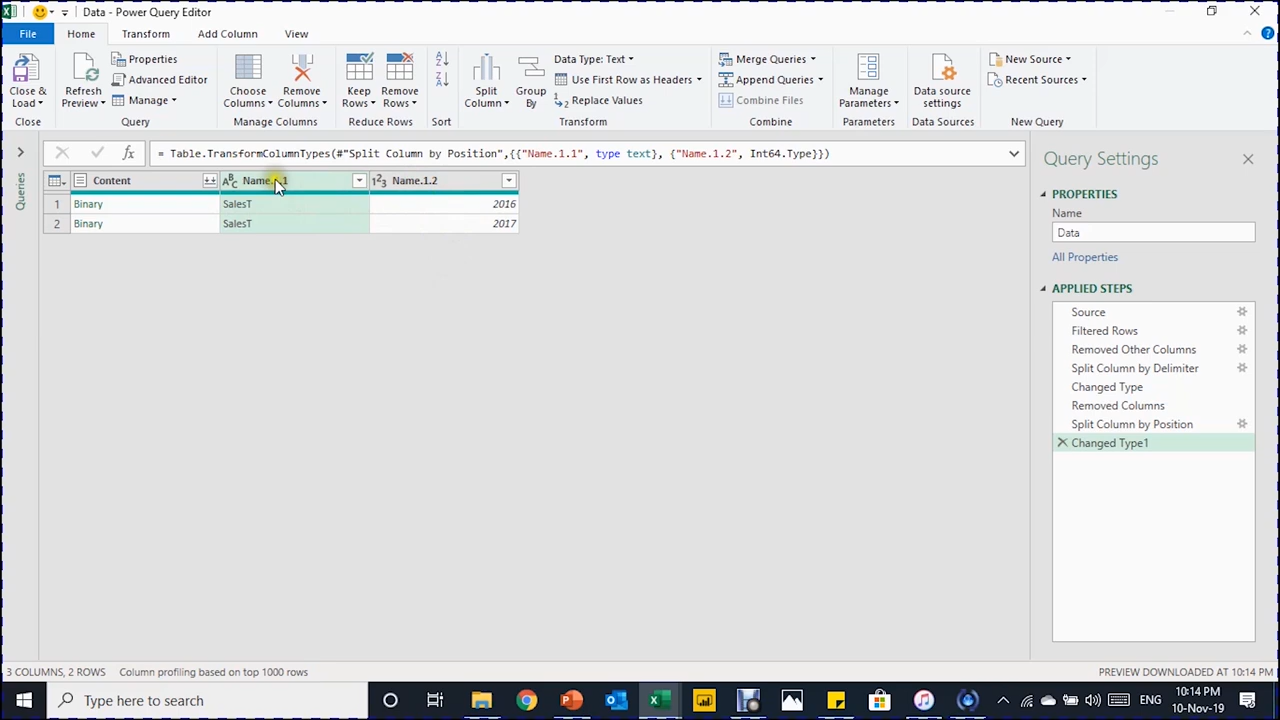 Data - Power Query Editor
File
Home
Transform
Add Column
View
Close &
Load
Close
Refresh
Preview
Properties
Advanced Editor
Manage
Query
Choose
Columns
Remove
Columns
Manage Columns
Keep
Rows
Remove
Rows
Reduce Rows
Sort
Split
Column
Group
By
Data Type: Text
Use First Row as Headers
Replace Values
Transform
Merge Queries
Append Queries
Combine Files
Combine
Manage
Parameters
Parameters
Data source
settings
Data Sources
New Source
Recent Sources
New Query
= Table.TransformColumnTypes(#"Split Column by Position",{{"Name.1.1", type text}, {"Name.1.2", Int64.Type}})
Queries
Content
Name.1.2
1 Binary SalesT 2016
2 Binary SalesT 2017
Query Settings
PROPERTIES
Name
Data
All Properties
APPLIED STEPS
Source
Filtered Rows
Removed Other Columns
Split Column by Delimiter
Changed Type
Removed Columns
Split Column by Position
Changed Type1
3 COLUMNS, 2 ROWS
Column profiling based on top 1000 rows
PREVIEW DOWNLOADED AT 10:14 PM
Type here to search
ENG
10:14 PM
10-Nov-19